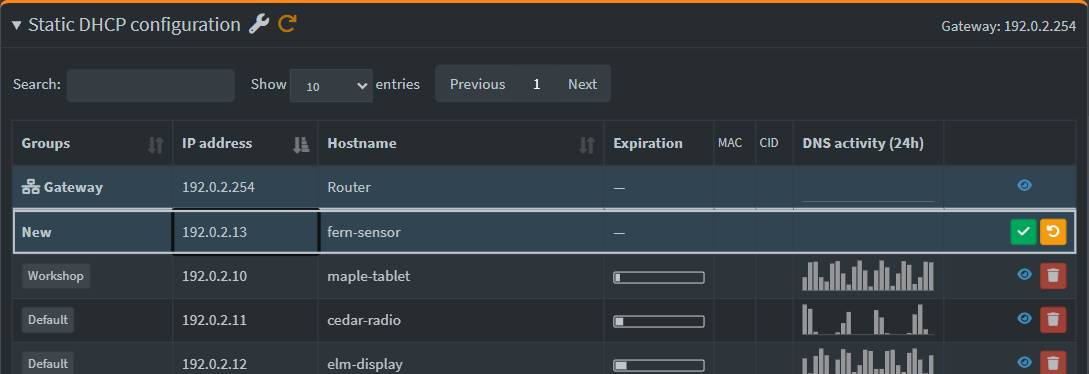 Static DHCP configuration Gateway: 192.0.2.254
Search: Show 10 entries Previous 1 Next
Groups IP address Hostname Expiration MAC CID DNS activity (24h)
Gateway 192.0.2.254 Router —
New 192.0.2.13 fern-sensor —
Workshop 192.0.2.10 maple-tablet
Default 192.0.2.11 cedar-radio
Default 192.0.2.12 elm-display